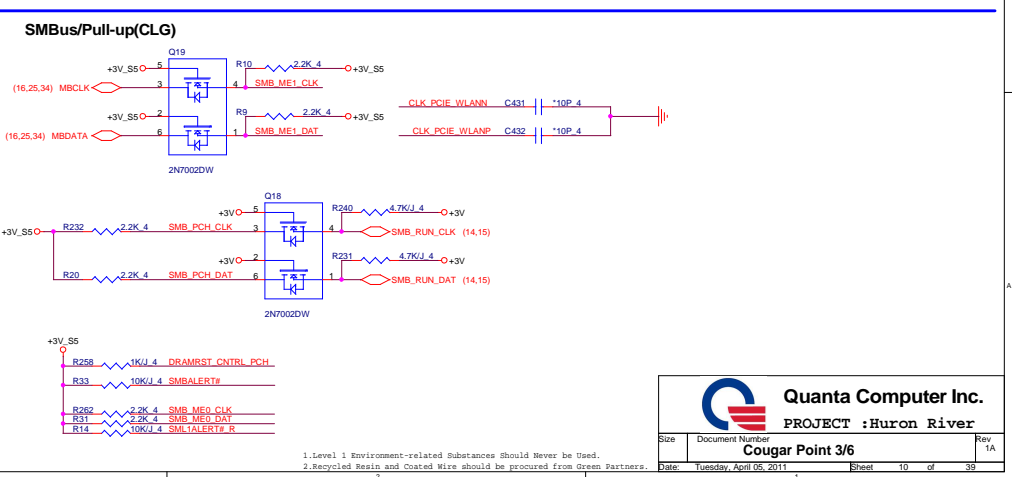 SMBus/Pull-up(CLG)
Q19
+3V_S5 5 R10 2.2K_4 +3V_S5
(16,25,34) MBCLK 3 4 SMB_ME1_CLK
+3V_S5 2 R9 2.2K_4 +3V_S5
(16,25,34) MBDATA 6 1 SMB_ME1_DAT
2N7002DW
CLK_PCIE_WLANN C431 *10P_4
CLK_PCIE_WLANP C432 *10P_4
Q18
+3V 5 R240 4.7K/J_4 +3V
+3V_S5 R232 2.2K_4 SMB_PCH_CLK 3 4 SMB_RUN_CLK (14,15)
+3V 2 R231 4.7K/J_4 +3V
R20 2.2K_4 SMB_PCH_DAT 6 1 SMB_RUN_DAT (14,15)
2N7002DW
+3V_S5
R258 1K/J_4 DRAMRST_CNTRL_PCH
R33 10K/J_4 SMBALERT#
R262 2.2K_4 SMB_ME0_CLK
R31 2.2K_4 SMB_ME0_DAT
R14 10K/J_4 SML1ALERT#_R
A
1.Level 1 Environment-related Substances Should Never be Used.
2.Recycled Resin and Coated Wire should be procured from Green Partners.
Quanta Computer Inc.
PROJECT :Huron River
Size Document Number Rev
Cougar Point 3/6 1A
Date: Tuesday, April 05, 2011 Sheet 10 of 39
2 1